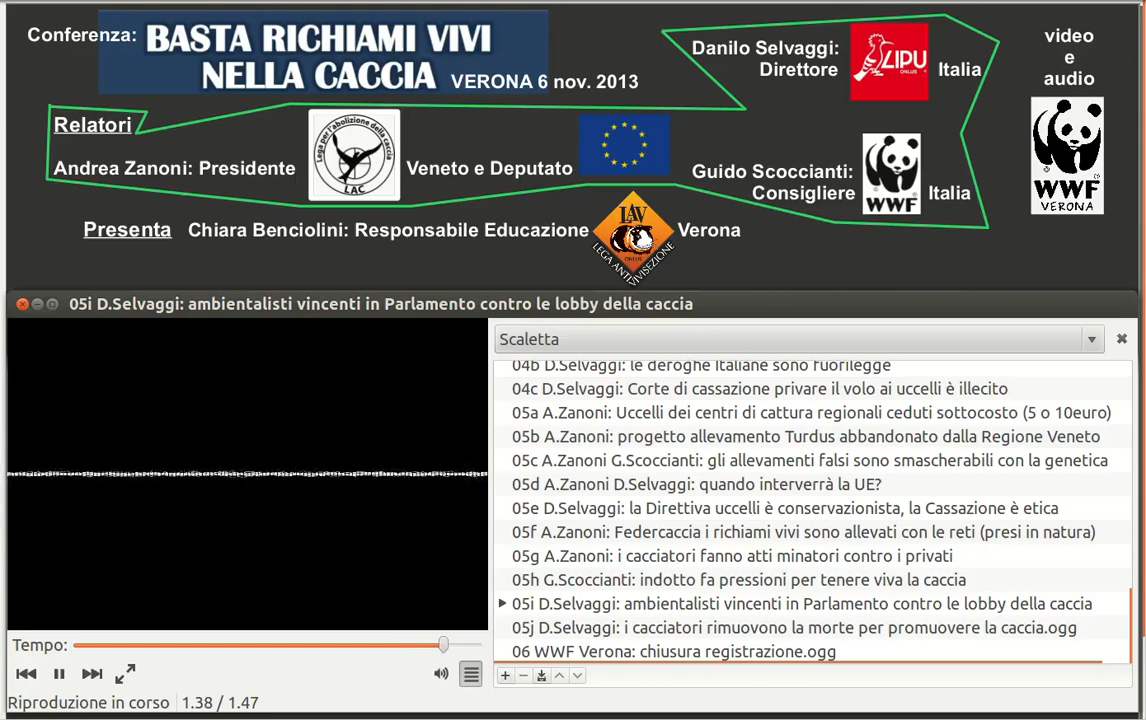 Conferenza: BASTA RICHIAMI VIVI
NELLA CACCIA VERONA 6 nov. 2013
Danilo Selvaggi:
Direttore LIPU Italia
ONLUS
video
e
audio
WWF
VERONA
Relatori
Andrea Zanoni: Presidente
Lega per l'abolizione della caccia
LAC
Veneto e Deputato
Guido Scoccianti:
Consigliere WWF Italia
Presenta Chiara Benciolini: Responsabile Educazione
LAV
ONLUS
LEGA ANTIVIVISEZIONE
Verona
05i D.Selvaggi: ambientalisti vincenti in Parlamento contro le lobby della caccia
Scaletta
04b D.Selvaggi: le deroghe Italiane sono fuorilegge
04c D.Selvaggi: Corte di cassazione privare il volo ai uccelli è illecito
05a A.Zanoni: Uccelli dei centri di cattura regionali ceduti sottocosto (5 o 10euro)
05b A.Zanoni: progetto allevamento Turdus abbandonato dalla Regione Veneto
05c A.Zanoni G.Scoccianti: gli allevamenti falsi sono smascherabili con la genetica
05d A.Zanoni D.Selvaggi: quando interverrà la UE?
05e D.Selvaggi: la Direttiva uccelli è conservazionista, la Cassazione è etica
05f A.Zanoni: Federcaccia i richiami vivi sono allevati con le reti (presi in natura)
05g A.Zanoni: i cacciatori fanno atti minatori contro i privati
05h G.Scoccianti: indotto fa pressioni per tenere viva la caccia
05i D.Selvaggi: ambientalisti vincenti in Parlamento contro le lobby della caccia
05j D.Selvaggi: i cacciatori rimuovono la morte per promuovere la caccia.ogg
06 WWF Verona: chiusura registrazione.ogg
Tempo:
Riproduzione in corso 1.38 / 1.47